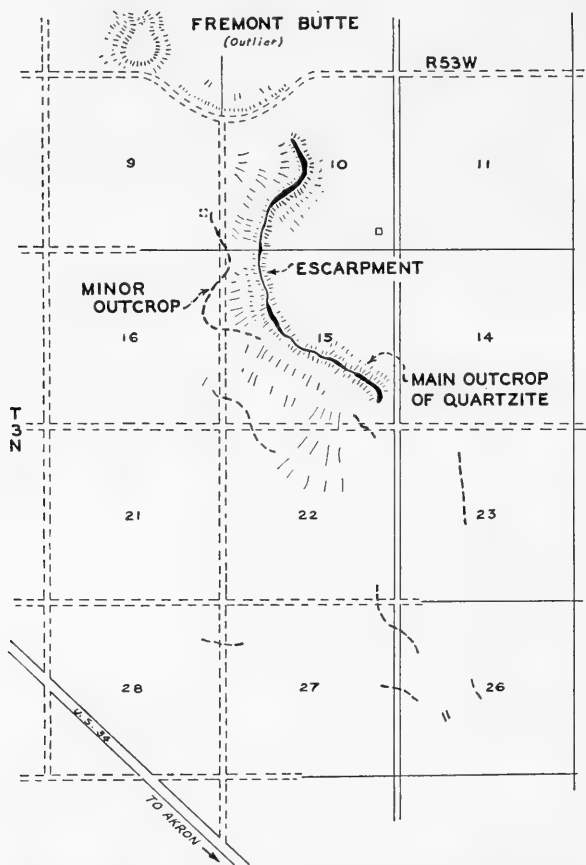 FREMONT BUTTE
(Outlier)
R53W
9
10
11
ESCARPMENT
MINOR
OUTCROP
16
15
14
MAIN OUTCROP
OF QUARTZITE
T
3
N
21
22
23
28
27
26
U.S. 34
TO AKRON